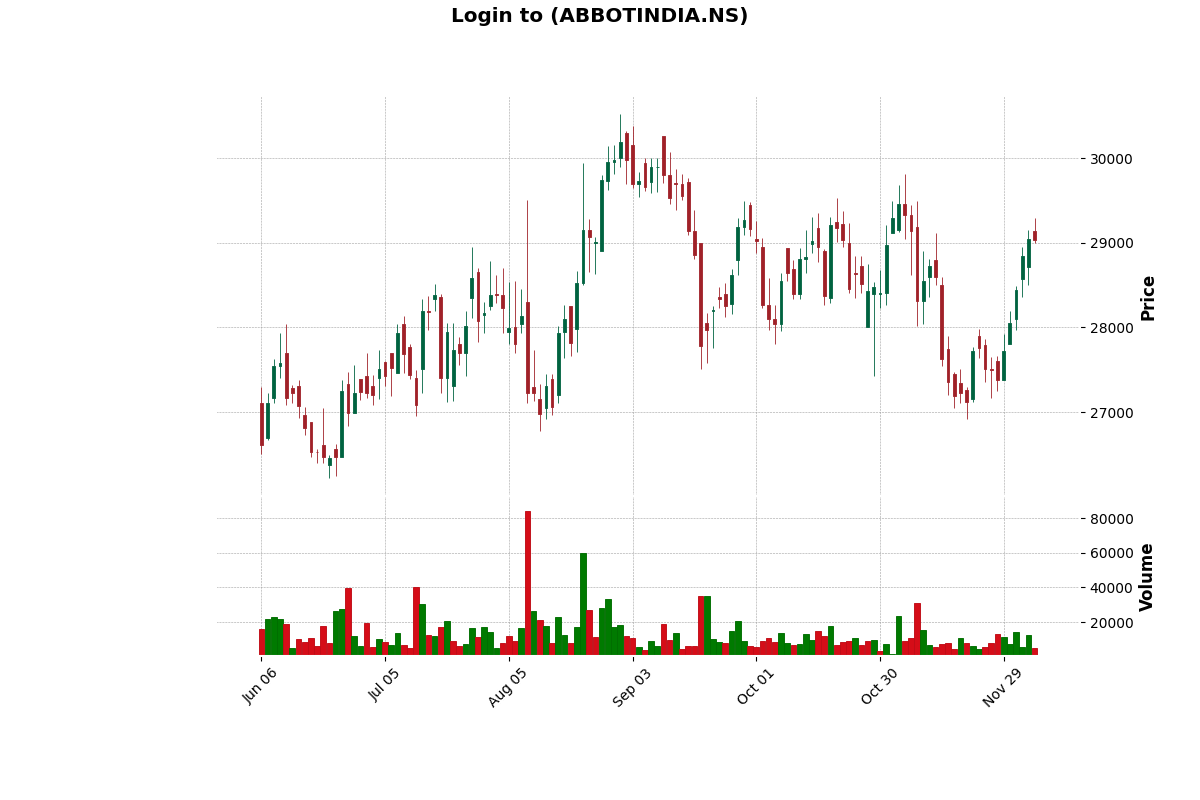 Login to (ABBOTINDIA.NS)
30000
29000
28000
27000
Price
80000
60000
40000
20000
Volume
Jun 06
Jul 05
Aug 05
Sep 03
Oct 01
Oct 30
Nov 29